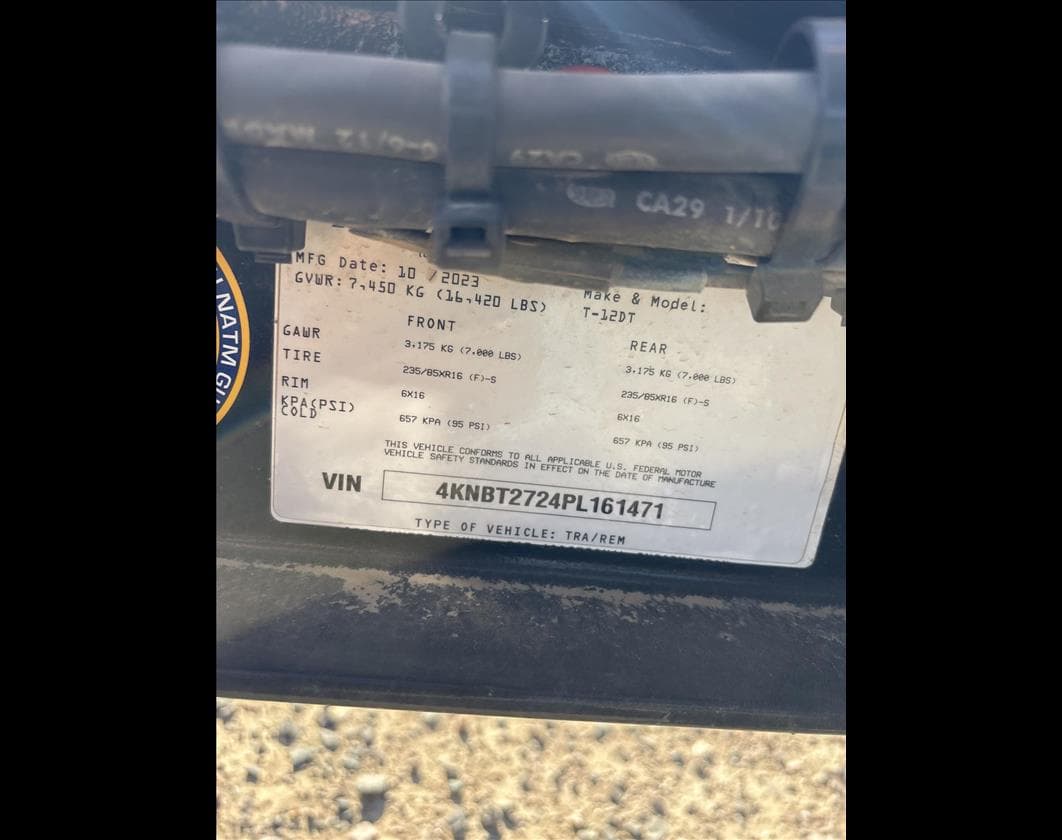 CA29 1/TC
NATM
MFG Date: 10 /2023
GVWR: 7,450 KG (16,420 LBS)
Make & Model:
T-12DT
FRONT
REAR
GAWR
3,175 KG (7,000 LBS)
3,175 KG (7,000 LBS)
TIRE
235/85XR16 (F)-S
235/85XR16 (F)-S
RIM
6X16
6X16
KPA(PSI)
COLD
657 KPA (95 PSI)
657 KPA (95 PSI)
THIS VEHICLE CONFORMS TO ALL APPLICABLE U.S. FEDERAL MOTOR
VEHICLE SAFETY STANDARDS IN EFFECT ON THE DATE OF MANUFACTURE
VIN 4KNBT2724PL161471
TYPE OF VEHICLE: TRA/REM